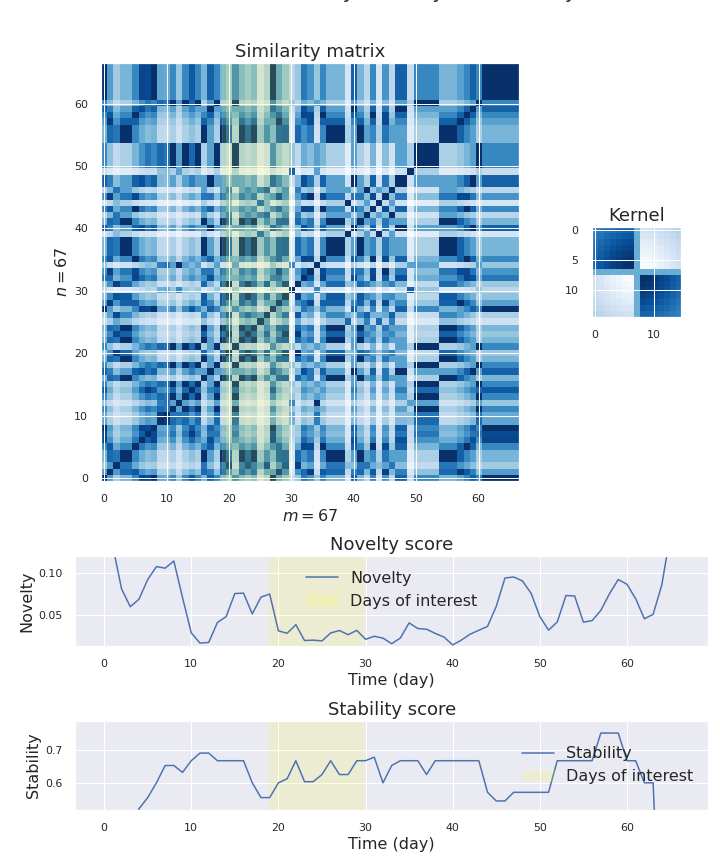 Similarity matrix
60
50
40
30
20
10
0
n = 67
0 10 20 30 40 50 60
m = 67
Kernel
0
5
10
0 10
Novelty score
0.10
0.05
Novelty
Novelty
Days of interest
0 10 20 30 40 50 60
Time (day)
Stability score
0.7
0.6
Stability
Stability
Days of interest
0 10 20 30 40 50 60
Time (day)